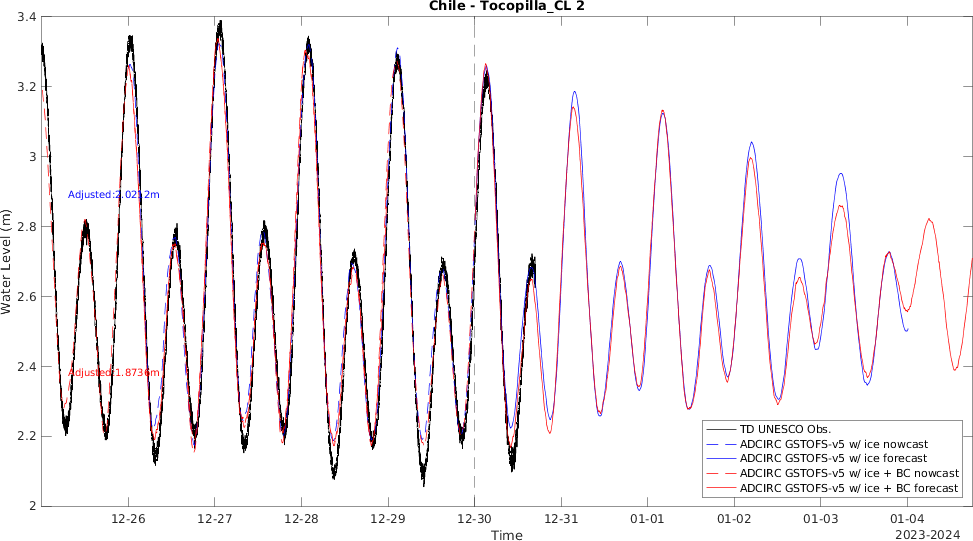 Chile - Tocopilla_CL 2
3.4
3.2
3
2.8
2.6
2.4
2.2
2
Water Level (m)
Adjusted:2.0212m
Adjusted:1.8736m
TD UNESCO Obs.
ADCIRC GSTOFS-v5 w/ ice nowcast
ADCIRC GSTOFS-v5 w/ ice forecast
ADCIRC GSTOFS-v5 w/ ice + BC nowcast
ADCIRC GSTOFS-v5 w/ ice + BC forecast
12-26 12-27 12-28 12-29 12-30 12-31 01-01 01-02 01-03 01-04
Time
2023-2024